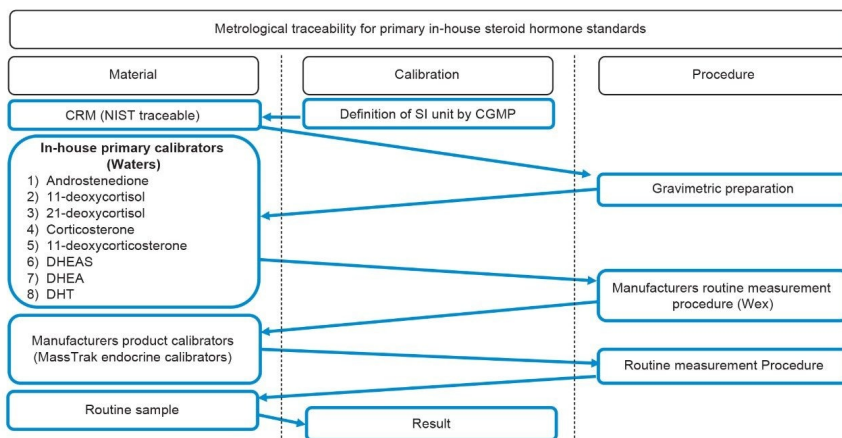 Metrological traceability for primary in-house steroid hormone standards
Material
Calibration
Procedure
CRM (NIST traceable)
Definition of SI unit by CGMP
In-house primary calibrators
(Waters)
1) Androstenedione
2) 11-deoxycortisol
3) 21-deoxycortisol
4) Corticosterone
5) 11-deoxycorticosterone
6) DHEAS
7) DHEA
8) DHT
Gravimetric preparation
Manufacturers routine measurement
procedure (Wex)
Manufacturers product calibrators
(MassTrak endocrine calibrators)
Routine measurement Procedure
Routine sample
Result